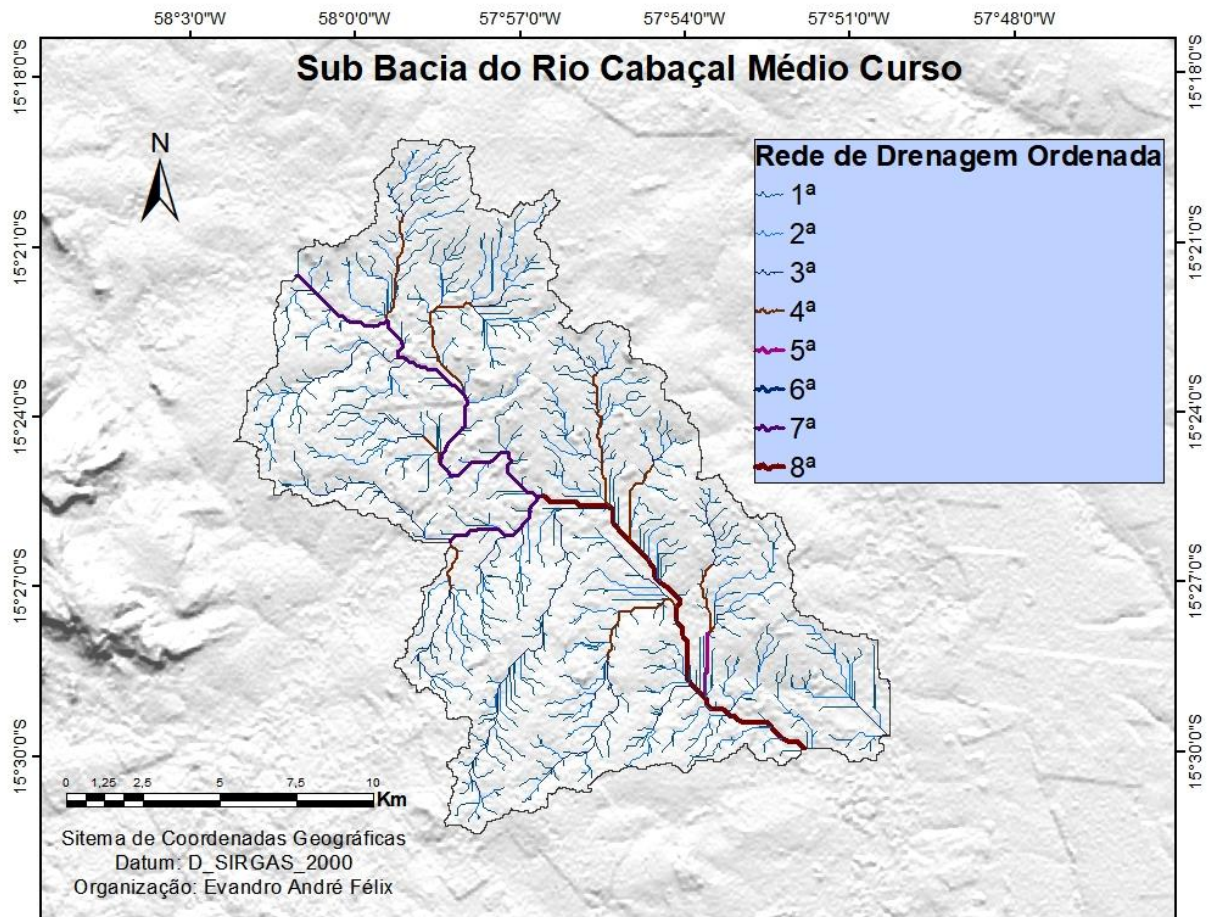 58°3'0"W 58°0'0"W 57°57'0"W 57°54'0"W 57°51'0"W 57°48'0"W
Sub Bacia do Rio Cabaçal Médio Curso
15°18'0"S 15°18'0"S
N
Rede de Drenagem Ordenada
1ª
2ª
3ª
4ª
5ª
6ª
7ª
8ª
15°21'0"S 15°21'0"S
15°24'0"S 15°24'0"S
15°27'0"S 15°27'0"S
15°30'0"S 15°30'0"S
0 1,25 2,5 5 7,5 10
Km
Sitema de Coordenadas Geográficas
Datum: D_SIRGAS_2000
Organização: Evandro André Félix